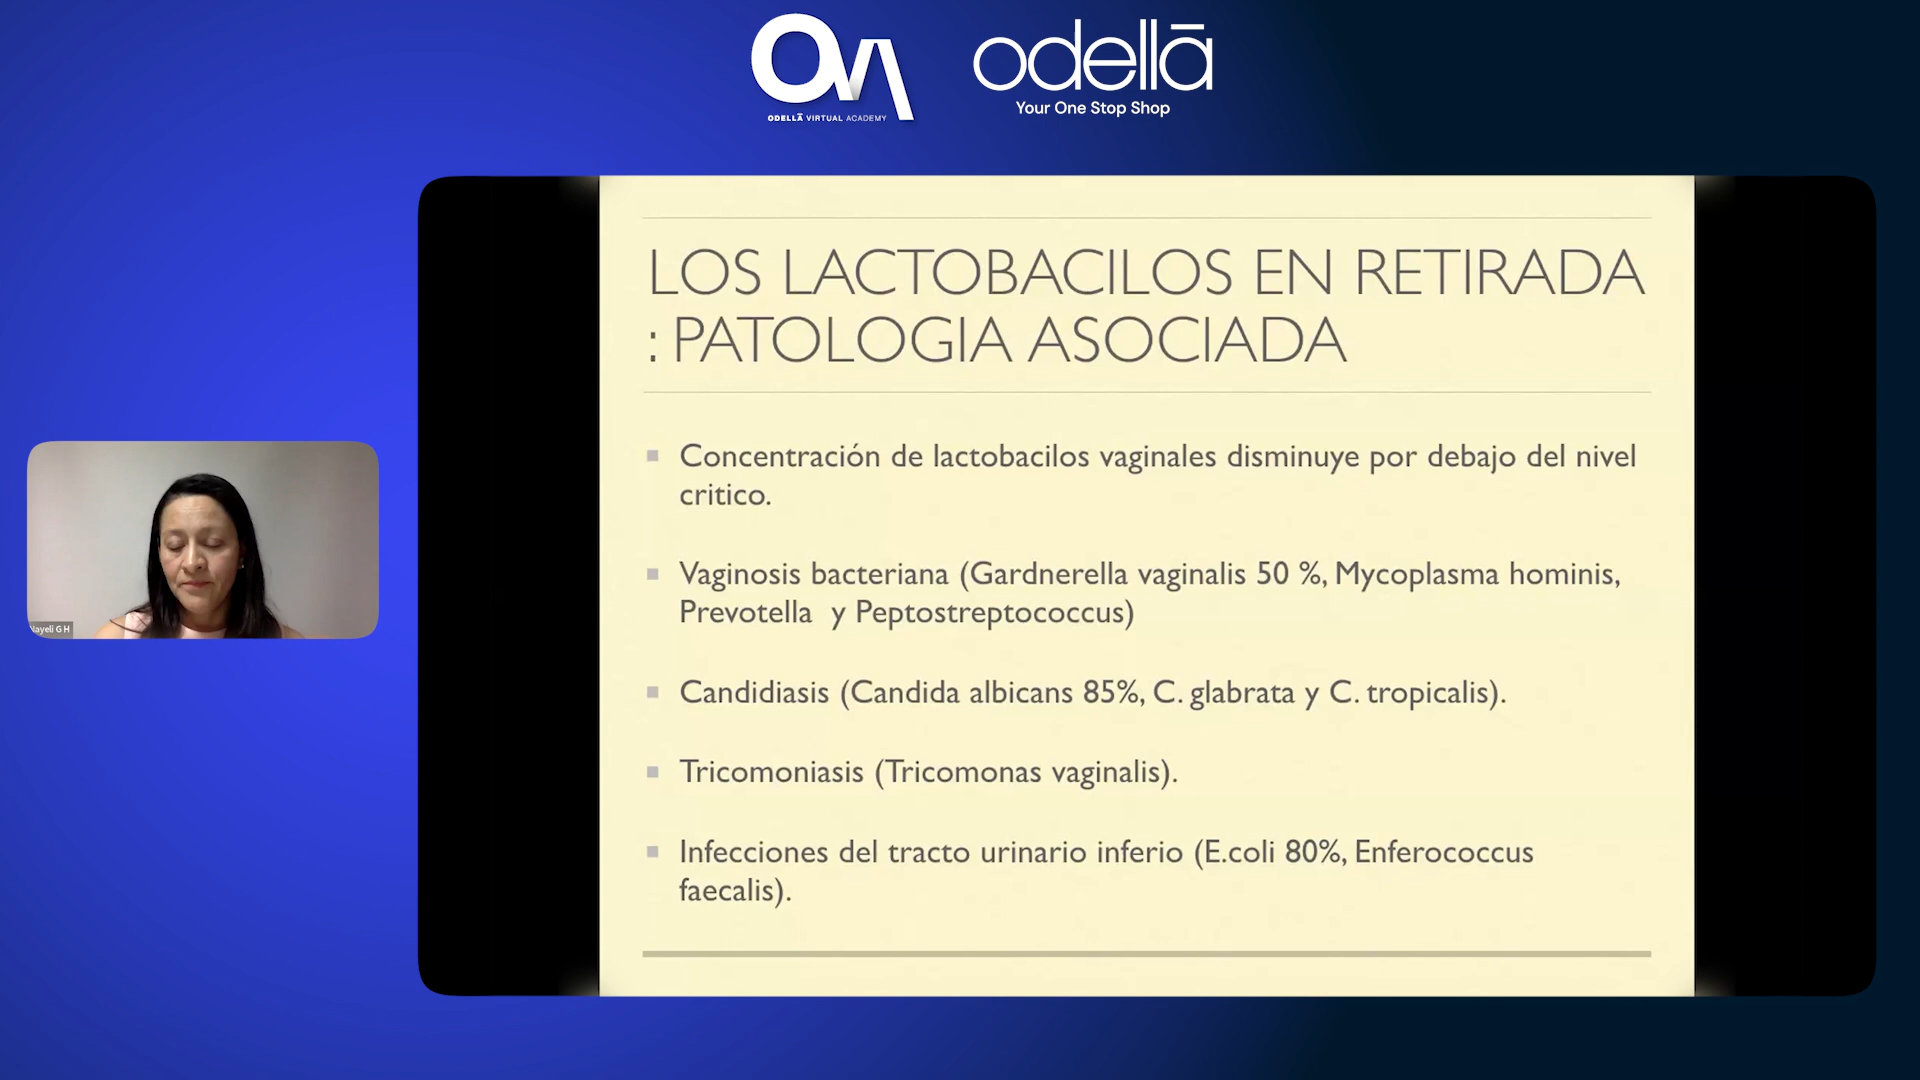 OVA
ODELLĀ VIRTUAL ACADEMY
odellā
Your One Stop Shop
LOS LACTOBACILOS EN RETIRADA
: PATOLOGIA ASOCIADA
Concentración de lactobacilos vaginales disminuye por debajo del nivel
critico.
Vaginosis bacteriana (Gardnerella vaginalis 50 %, Mycoplasma hominis,
Prevotella y Peptostreptococcus)
Candidiasis (Candida albicans 85%, C. glabrata y C. tropicalis).
Tricomoniasis (Tricomonas vaginalis).
Infecciones del tracto urinario inferio (E.coli 80%, Enferococcus
faecalis).
Nayeli G H